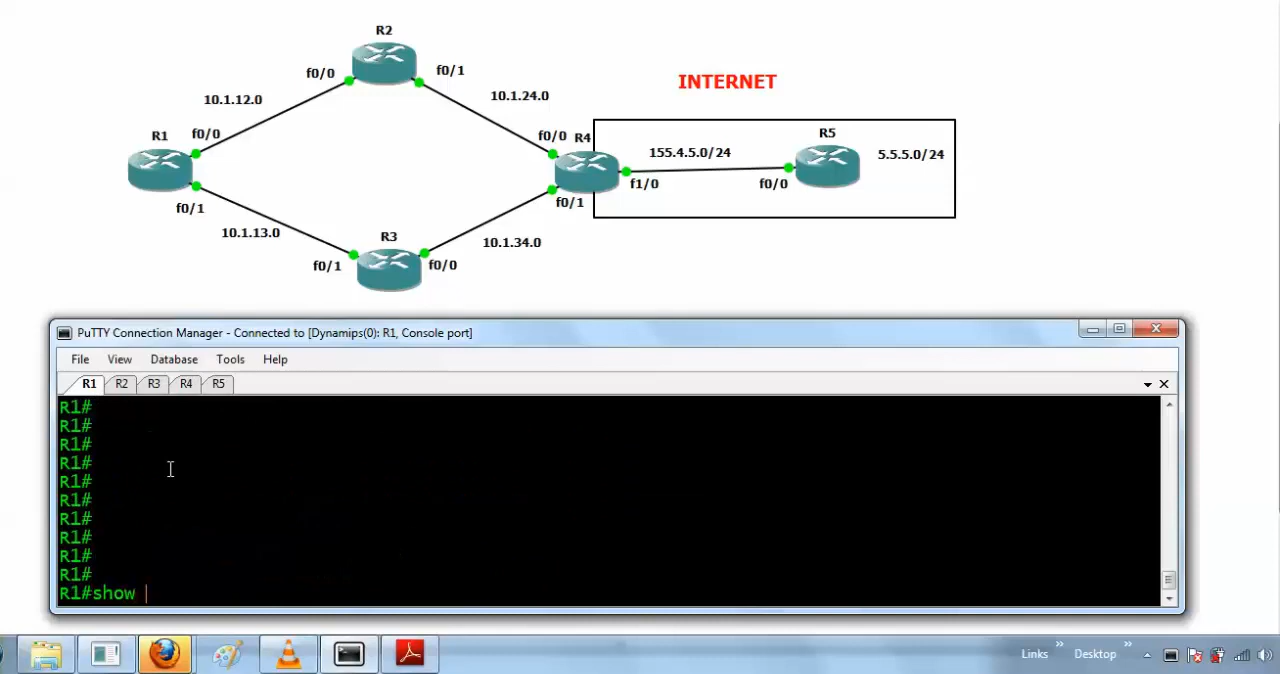 R2
f0/0
f0/1
10.1.12.0
10.1.24.0
INTERNET
R1
f0/0
f0/0
R4
R5
155.4.5.0/24
5.5.5.0/24
f1/0
f0/0
f0/1
f0/1
10.1.13.0
R3
10.1.34.0
f0/1
f0/0
PuTTY Connection Manager - Connected to [Dynamips(0): R1, Console port]
File View Database Tools Help
R1 R2 R3 R4 R5
R1#
R1#
R1#
R1#
R1#
R1#
R1#
R1#
R1#
R1#
R1#show
Links » Desktop »